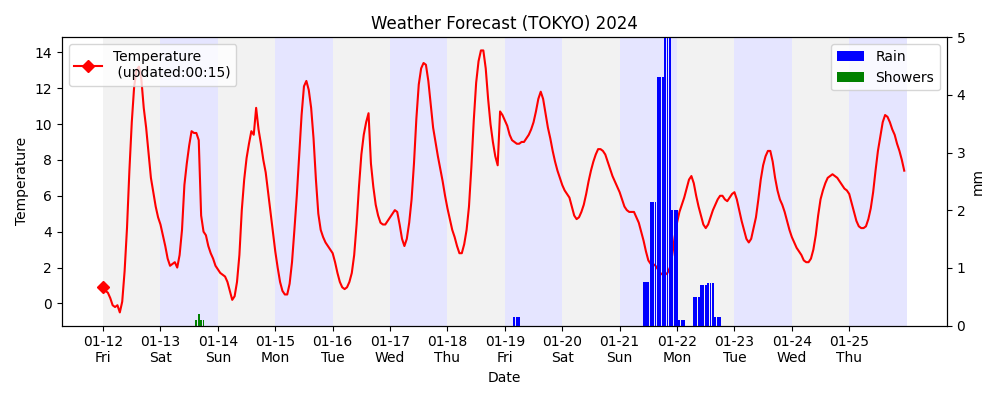 Weather Forecast (TOKYO) 2024
Temperature
(updated:00:15)
Rain
Showers
Temperature
14
12
10
8
6
4
2
0
5
4
3
2
1
0
mm
01-12 01-13 01-14 01-15 01-16 01-17 01-18 01-19 01-20 01-21 01-22 01-23 01-24 01-25
Fri Sat Sun Mon Tue Wed Thu Fri Sat Sun Mon Tue Wed Thu
Date